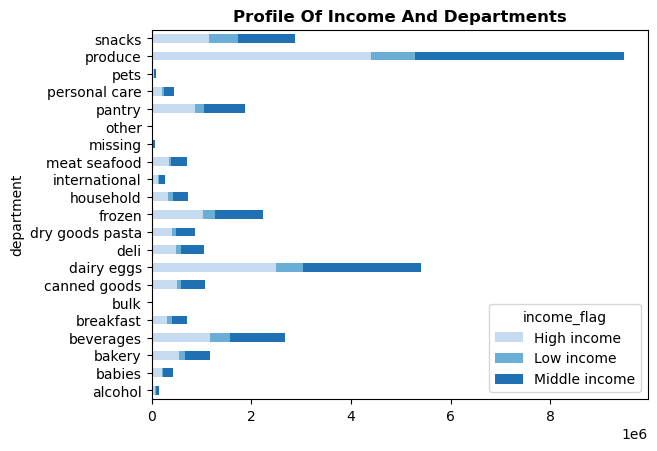 Profile Of Income And Departments
snacks
produce
pets
personal care
pantry
other
missing
meat seafood
international
household
frozen
dry goods pasta
deli
dairy eggs
canned goods
bulk
breakfast
beverages
bakery
babies
alcohol
department
income_flag
High income
Low income
Middle income
0 2 4 6 8
1e6